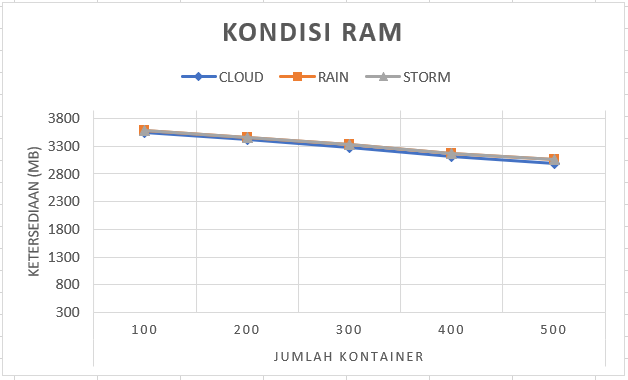 KONDISI RAM
CLOUD RAIN STORM
KETERSEDIAAN (MB)
3800
3300
2800
2300
1800
1300
800
300
100 200 300 400 500
JUMLAH KONTAINER